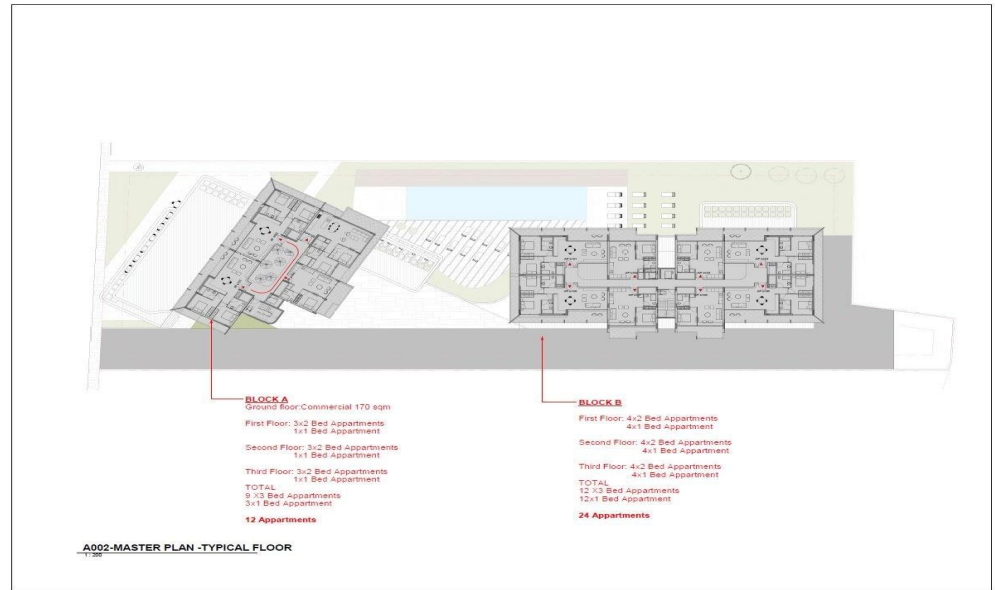 BLOCK A
Ground floor:Commercial 170 sqm
First Floor: 3x2 Bed Appartments
1x1 Bed Appartment
Second Floor: 3x2 Bed Appartments
1x1 Bed Appartment
Third Floor: 3x2 Bed Appartments
1x1 Bed Appartment
TOTAL
9 X3 Bed Appartments
3x1 Bed Appartment
12 Appartments
BLOCK B
First Floor: 4x2 Bed Appartments
4x1 Bed Appartment
Second Floor: 4x2 Bed Appartments
4x1 Bed Appartment
Third Floor: 4x2 Bed Appartments
4x1 Bed Appartment
TOTAL
12 X3 Bed Appartments
12x1 Bed Appartment
24 Appartments
A002-MASTER PLAN -TYPICAL FLOOR
1 : 200